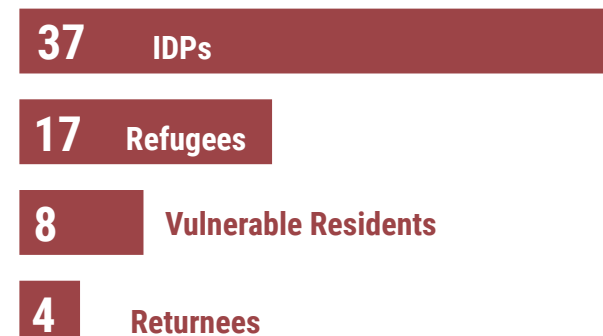 37 IDPs
17 Refugees
8 Vulnerable Residents
4 Returnees